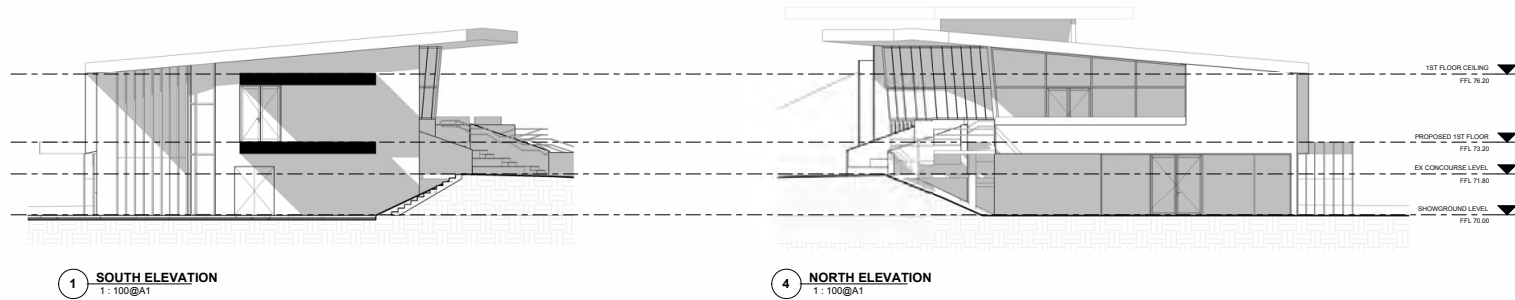 1ST FLOOR CEILING
FFL 76.20
PROPOSED 1ST FLOOR
FFL 73.20
EX CONCOURSE LEVEL
FFL 71.80
SHOWGROUND LEVEL
FFL 70.00
1 SOUTH ELEVATION
1 : 100@A1
4 NORTH ELEVATION
1 : 100@A1